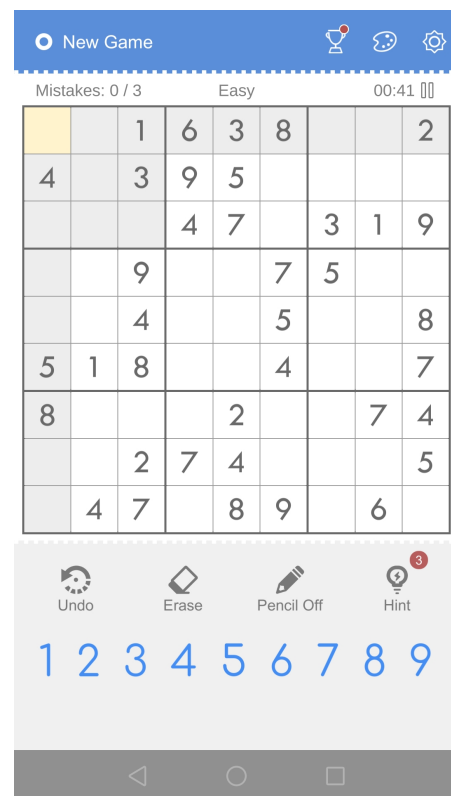 New Game
Mistakes: 0 / 3 Easy 00:41
1 6 3 8 2
4 3 9 5
4 7 3 1 9
9 7 5
4 5 8
5 1 8 4 7
8 2 7 4
2 7 4 5
4 7 8 9 6
3
Undo Erase Pencil Off Hint
1 2 3 4 5 6 7 8 9